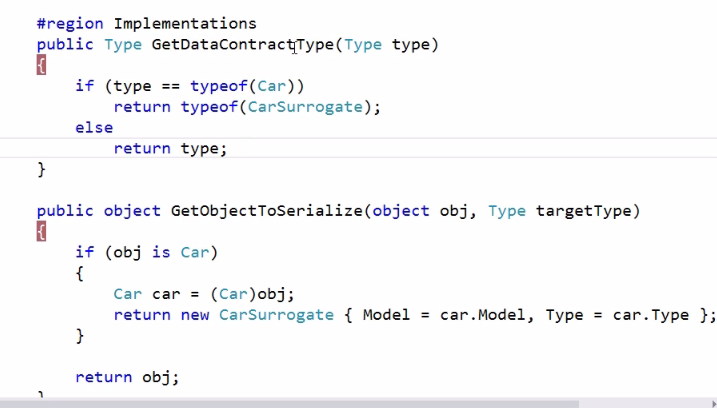 #region Implementations
public Type GetDataContractType(Type type)
{
if (type == typeof(Car))
return typeof(CarSurrogate);
else
return type;
}
public object GetObjectToSerialize(object obj, Type targetType)
{
if (obj is Car)
{
Car car = (Car)obj;
return new CarSurrogate { Model = car.Model, Type = car.Type };
}
return obj;
}